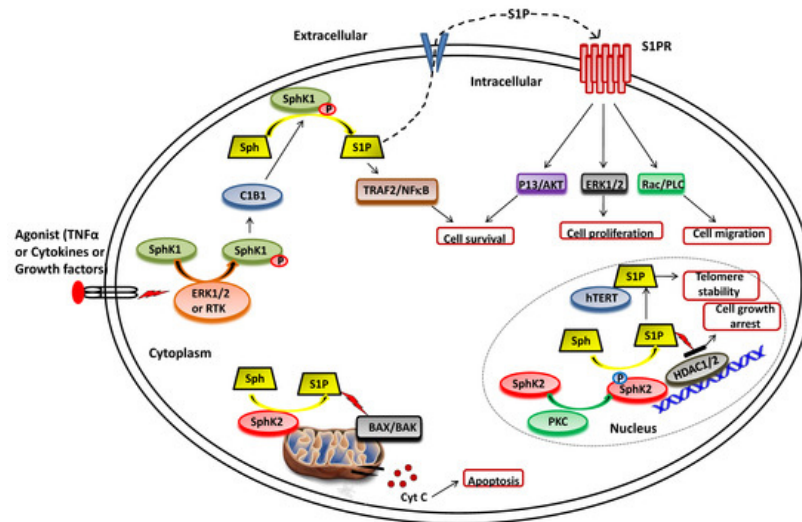 S1P
Extracellular
S1PR
Intracellular
SphK1
P
Sph
S1P
C1B1
TRAF2/NFκB
P13/AKT
ERK1/2
Rac/PLC
Cell survival
Cell proliferation
Cell migration
Agonist (TNFα
or Cytokines or
Growth factors)
SphK1
SphK1
P
ERK1/2
or RTK
Cytoplasm
S1P
hTERT
Telomere
stability
Cell growth
arrest
Sph
S1P
HDAC1/2
P
SphK2
SphK2
PKC
Nucleus
Sph
S1P
SphK2
BAX/BAK
Cyt C
Apoptosis